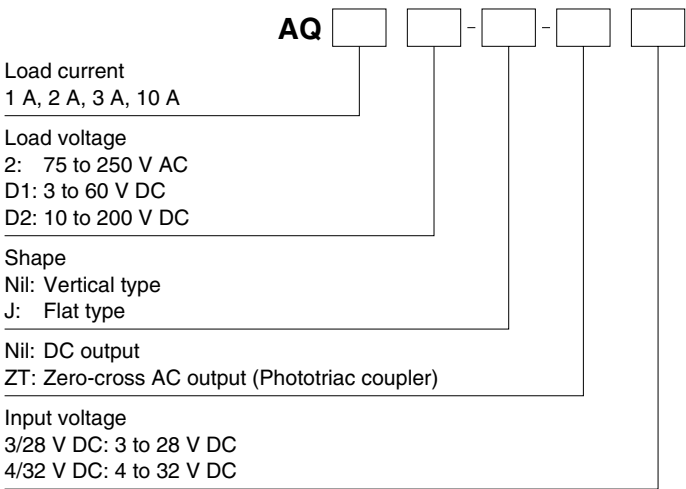 AQ - -
Load current
1 A, 2 A, 3 A, 10 A
Load voltage
2: 75 to 250 V AC
D1: 3 to 60 V DC
D2: 10 to 200 V DC
Shape
Nil: Vertical type
J: Flat type
Nil: DC output
ZT: Zero-cross AC output (Phototriac coupler)
Input voltage
3/28 V DC: 3 to 28 V DC
4/32 V DC: 4 to 32 V DC